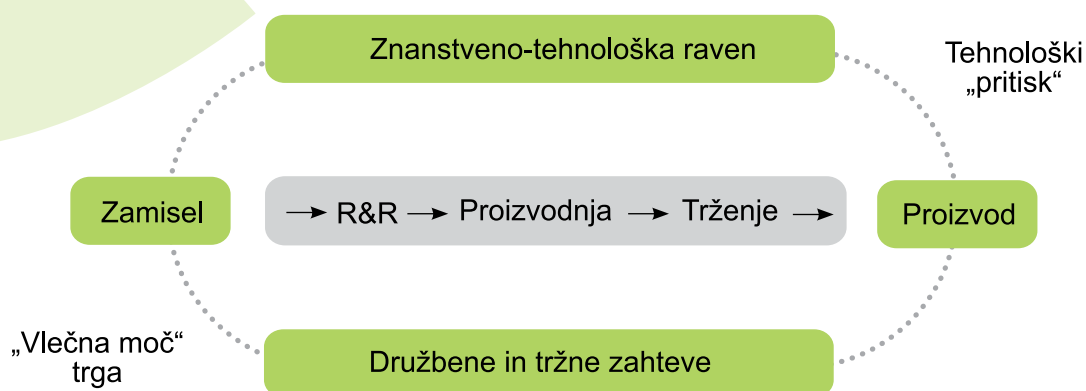 Znanstveno-tehnološka raven
Tehnološki
„pritisk“
Zamisel
R&R
Proizvodnja
Trženje
Proizvod
„Vlečna moč“
trga
Družbene in tržne zahteve